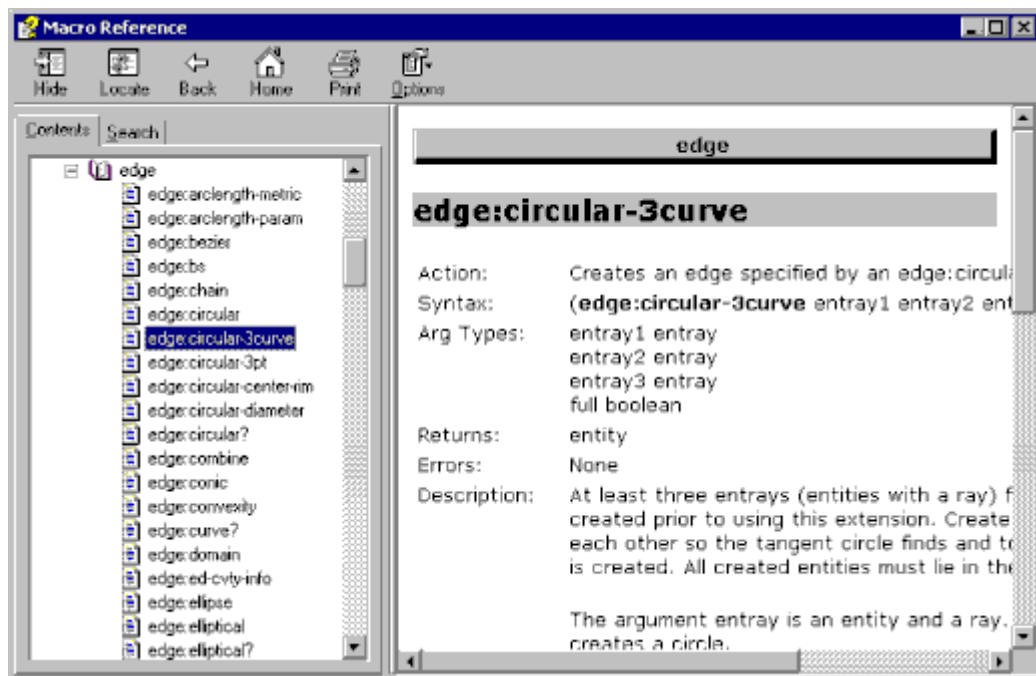 Macro Reference
Hide Locate Back Home Print Options
Contents Search
edge
edge:arclength-metric
edge:arclength-param
edge:bezier
edge:bs
edge:chain
edge:circular
edge:circular-3curve
edge:circular-3pt
edge:circular-center-rim
edge:circular-diameter
edge:circular?
edge:combine
edge:conic
edge:convexity
edge:curve?
edge:domain
edge:ed-cvty-info
edge:ellipse
edge:elliptical
edge:elliptical?
edge
edge:circular-3curve
Action: Creates an edge specified by an edge:circula
Syntax: (edge:circular-3curve entray1 entray2 ent
Arg Types: entray1 entray
entray2 entray
entray3 entray
full boolean
Returns: entity
Errors: None
Description: At least three entrays (entities with a ray) f
created prior to using this extension. Create
each other so the tangent circle finds and to
is created. All created entities must lie in the
The argument entray is an entity and a ray.
creates a circle.